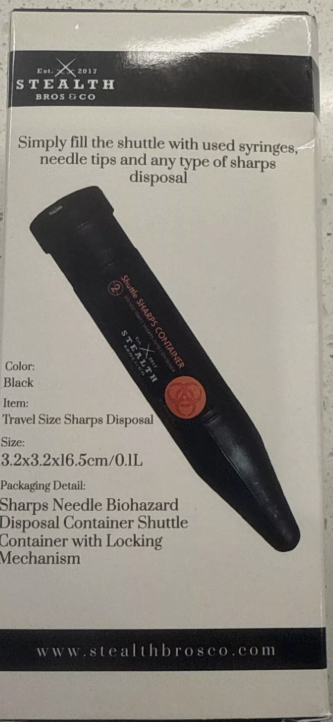 Est. 2012
STEALTH
BROS & CO
Simply fill the shuttle with used syringes,
needle tips and any type of sharps
disposal
Shuttle SHARPS CONTAINER
STEALTH
Color:
Black
Item:
Travel Size Sharps Disposal
Size:
3.2x3.2x16.5cm/0.1L
Packaging Detail:
Sharps Needle Biohazard
Disposal Container Shuttle
Container with Locking
Mechanism
www.stealthbrosco.com